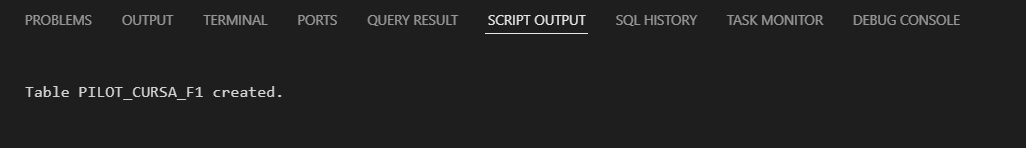 PROBLEMS OUTPUT TERMINAL PORTS QUERY RESULT SCRIPT OUTPUT SQL HISTORY TASK MONITOR DEBUG CONSOLE
Table PILOT_CURSA_F1 created.